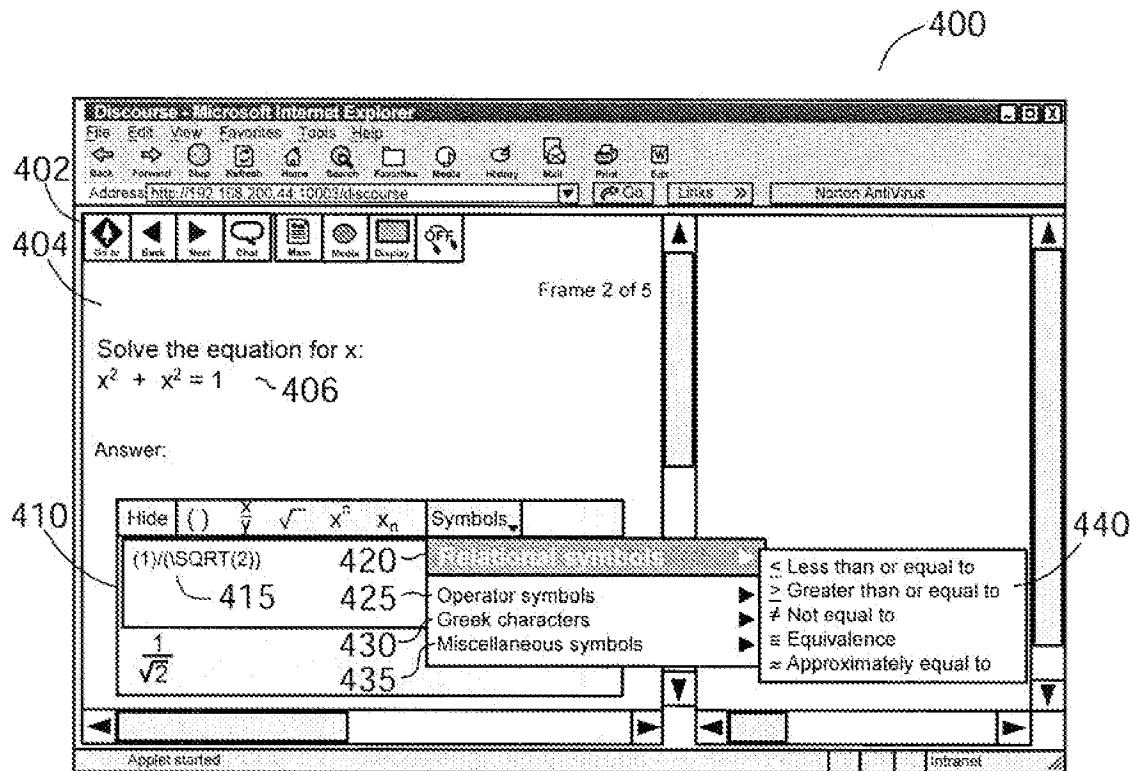 400
Discourse - Microsoft Internet Explorer
File Edit View Favorites Tools Help
Back Forward Stop Refresh Home Search Favorites Media History Mail Print Edit
402
Address http://192.168.200.44:10003/discourse Go Links » Norton AntiVirus
404
Go to Back Next Chat Main Media Display OFF
Frame 2 of 5
Solve the equation for x:
x² + x² = 1 406
Answer:
410
Hide ( ) x/y √‾ xⁿ xₙ Symbols
440
(1)/(\SQRT(2)) 420
415 425 Operator symbols
430 Greek characters
435 Miscellaneous symbols
≤ Less than or equal to
≥ Greater than or equal to
≠ Not equal to
≡ Equivalence
≈ Approximately equal to
1/√2
Applet started Intranet